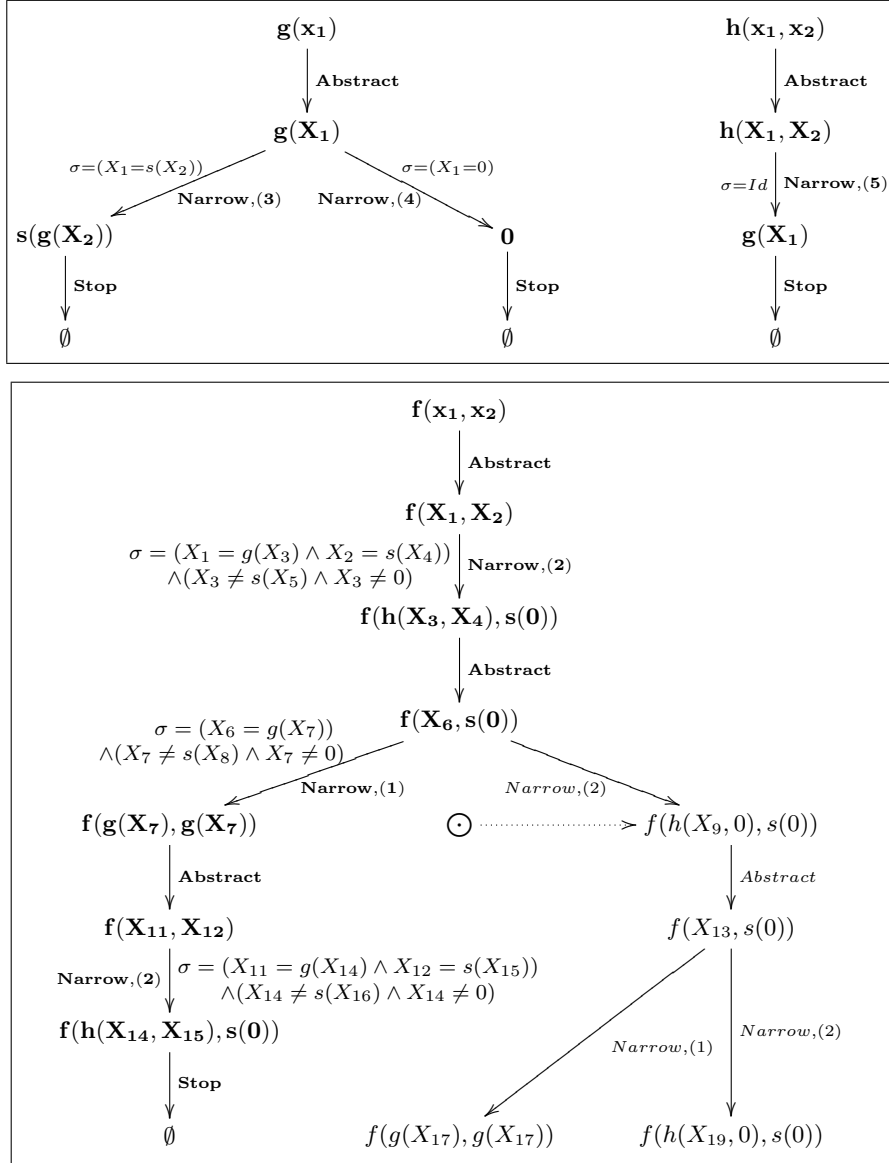 g(x₁) h(x₁, x₂)
Abstract Abstract
g(X₁) h(X₁, X₂)
σ=(X₁=s(X₂)) σ=(X₁=0)
Narrow,(3) Narrow,(4) σ=Id Narrow,(5)
s(g(X₂)) 0 g(X₁)
Stop Stop Stop
∅ ∅ ∅
f(x₁, x₂)
Abstract
f(X₁, X₂)
σ = (X₁ = g(X₃) ∧ X₂ = s(X₄))
Narrow,(2)
∧(X₃ ≠ s(X₅) ∧ X₃ ≠ 0)
f(h(X₃, X₄), s(0))
Abstract
f(X₆, s(0))
σ = (X₆ = g(X₇))
∧(X₇ ≠ s(X₈) ∧ X₇ ≠ 0)
Narrow,(1) Narrow,(2)
f(g(X₇), g(X₇)) ⊙ f(h(X₉, 0), s(0))
Abstract Abstract
f(X₁₁, X₁₂) f(X₁₃, s(0))
σ = (X₁₁ = g(X₁₄) ∧ X₁₂ = s(X₁₅))
Narrow,(2)
∧(X₁₄ ≠ s(X₁₆) ∧ X₁₄ ≠ 0)
Narrow,(1) Narrow,(2)
f(h(X₁₄, X₁₅), s(0))
Stop
∅ f(g(X₁₇), g(X₁₇)) f(h(X₁₉, 0), s(0))